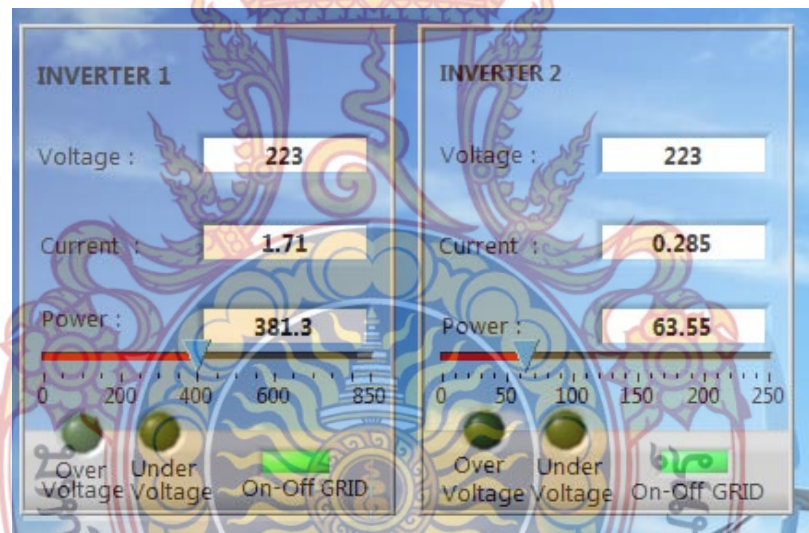 INVERTER 1
Voltage : 223
Current : 1.71
Power : 381.3
0 200 400 600 850
Over Voltage Under Voltage On-Off GRID
INVERTER 2
Voltage : 223
Current : 0.285
Power : 63.55
0 50 100 150 200 250
Over Voltage Under Voltage On-Off GRID